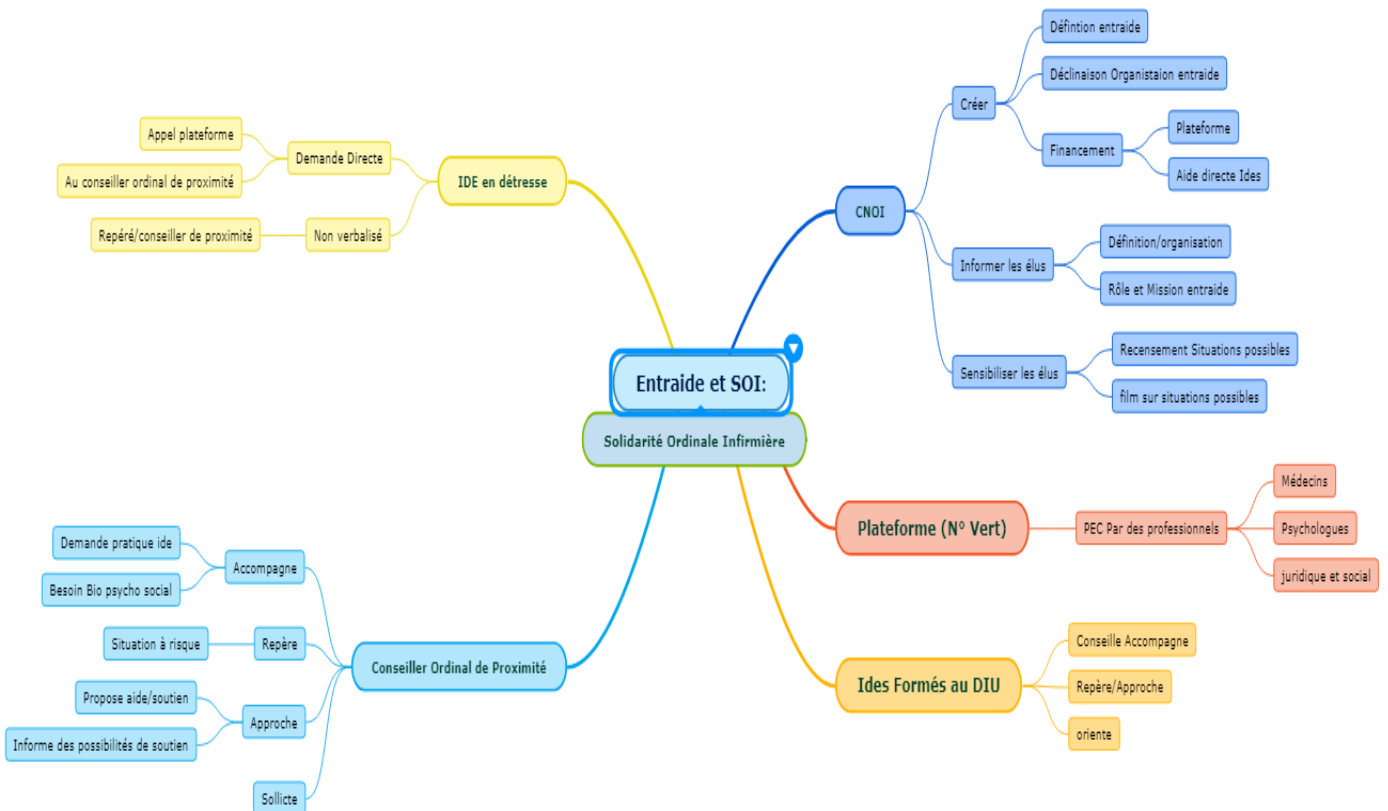 Entraide et SOI:
Solidarité Ordinale Infirmière
CNOI
Créer
Défintion entraide
Déclinaison Organistaion entraide
Financement
Plateforme
Aide directe Ides
Informer les élus
Définition/organisation
Rôle et Mission entraide
Sensibiliser les élus
Recensement Situations possibles
film sur situations possibles
Plateforme (N° Vert)
PEC Par des professionnels
Médecins
Psychologues
juridique et social
Ides Formés au DIU
Conseille Accompagne
Repère/Approche
oriente
IDE en détresse
Demande Directe
Appel plateforme
Au conseiller ordinal de proximité
Non verbalisé
Repéré/conseiller de proximité
Conseiller Ordinal de Proximité
Accompagne
Demande pratique ide
Besoin Bio psycho social
Repère
Situation à risque
Approche
Propose aide/soutien
Informe des possibilités de soutien
Sollicte